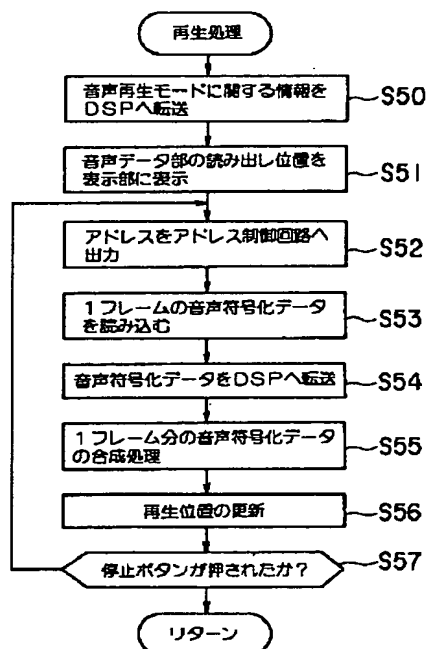 再生処理
音声再生モードに関する情報を
DSPへ転送
S50
音声データ部の読み出し位置を
表示部に表示
S51
アドレスをアドレス制御回路へ
出力
S52
1フレームの音声符号化データ
を読み込む
S53
音声符号化データをDSPへ転送
S54
1フレーム分の音声符号化データ
の合成処理
S55
再生位置の更新
S56
停止ボタンが押されたか?
S57
リターン